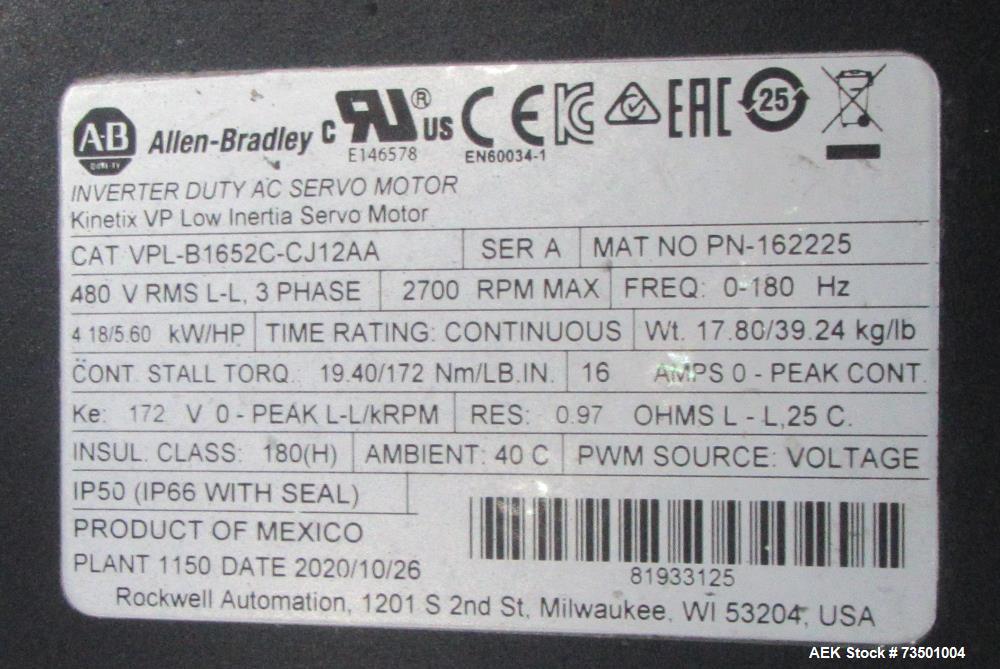 A-B Allen-Bradley C RU® US CE KC EAC 25
E146578 EN60034-1
INVERTER DUTY AC SERVO MOTOR
Kinetix VP Low Inertia Servo Motor
CAT VPL-B1652C-CJ12AA SER A MAT NO PN-162225
480 V RMS L-L, 3 PHASE 2700 RPM MAX FREQ: 0-180 Hz
4.18/5.60 kW/HP TIME RATING: CONTINUOUS Wt. 17.80/39.24 kg/lb
CONT. STALL TORQ.: 19.40/172 Nm/LB.IN. 16 AMPS 0 - PEAK CONT.
Ke: 172 V 0 - PEAK L-L/kRPM RES: 0.97 OHMS L - L,25 C.
INSUL. CLASS: 180(H) AMBIENT: 40 C PWM SOURCE: VOLTAGE
IP50 (IP66 WITH SEAL)
PRODUCT OF MEXICO
PLANT 1150 DATE 2020/10/26
81933125
Rockwell Automation, 1201 S 2nd St, Milwaukee, WI 53204, USA
AEK Stock # 73501004